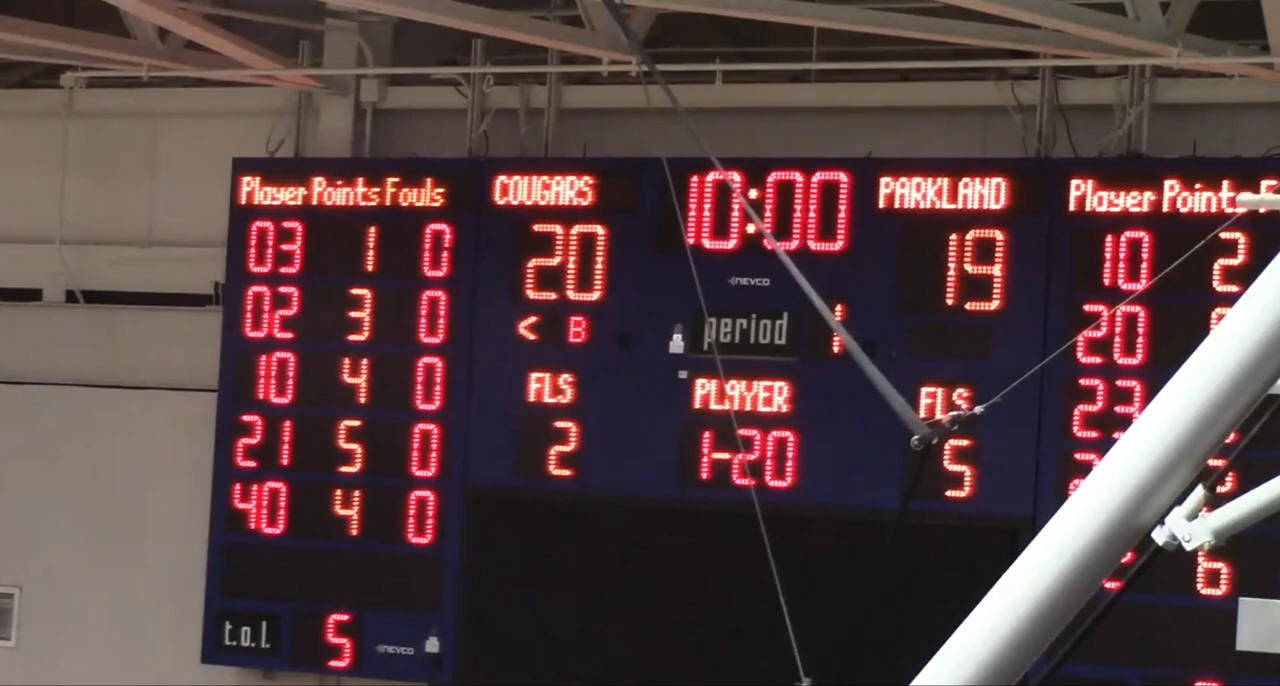 Player Points Fouls
03 1 0
02 3 0
10 4 0
21 5 0
40 4 0
t.o.l. 5
NEVCO
COUGARS
20
< B
FLS
2
10:00
NEVCO
period 1
PLAYER
1-20
PARKLAND
19
FLS
5
Player
10 2
20
23
6